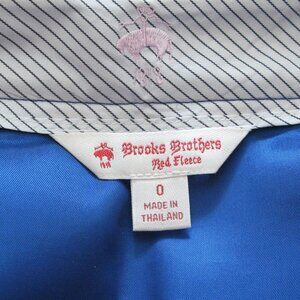 Brooks Brothers
Red Fleece
0
MADE IN
THAILAND